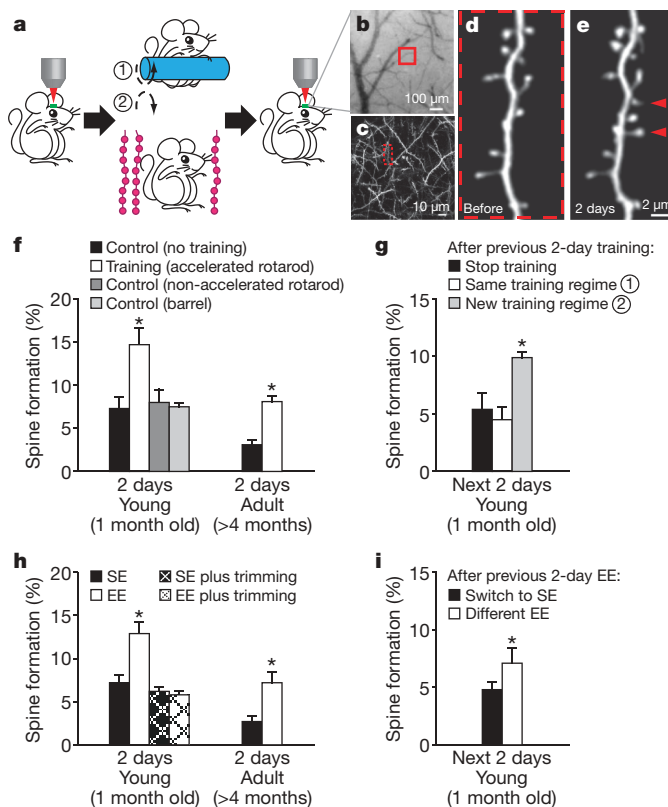 a
1
2
b
100 µm
c
10 µm
d
Before
e
2 days
2 µm
f
Control (no training)
Training (accelerated rotarod)
Control (non-accelerated rotarod)
Control (barrel)
Spine formation (%)
20
15
10
5
0
*
*
2 days
Young
(1 month old)
2 days
Adult
(>4 months)
g
After previous 2-day training:
Stop training
Same training regime 1
New training regime 2
Spine formation (%)
15
10
5
0
*
Next 2 days
Young
(1 month old)
h
SE
EE
SE plus trimming
EE plus trimming
Spine formation (%)
20
15
10
5
0
*
*
2 days
Young
(1 month old)
2 days
Adult
(>4 months)
i
After previous 2-day EE:
Switch to SE
Different EE
Spine formation (%)
15
10
5
0
*
Next 2 days
Young
(1 month old)